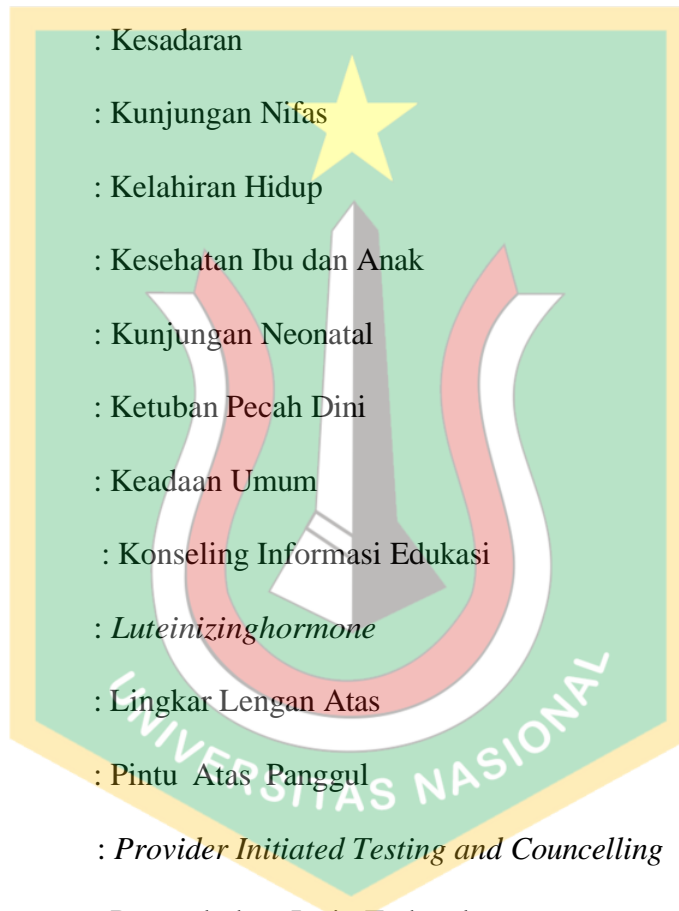 : Kesadaran
: Kunjungan Nifas
: Kelahiran Hidup
: Kesehatan Ibu dan Anak
: Kunjungan Neonatal
: Ketuban Pecah Dini
: Keadaan Umum
: Konseling Informasi Edukasi
: Luteinizinghormone
: Lingkar Lengan Atas
: Pintu Atas Panggul
: Provider Initiated Testing and Councelling
UNIVERSITAS NASIONAL